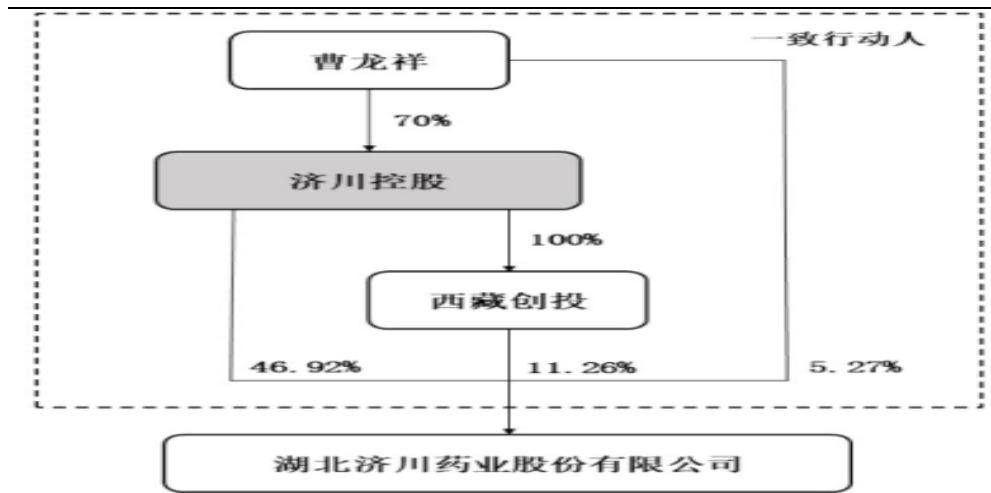 一致行动人
曹龙祥
70%
济川控股
100%
西藏创投
46.92%
11.26%
5.27%
湖北济川药业股份有限公司